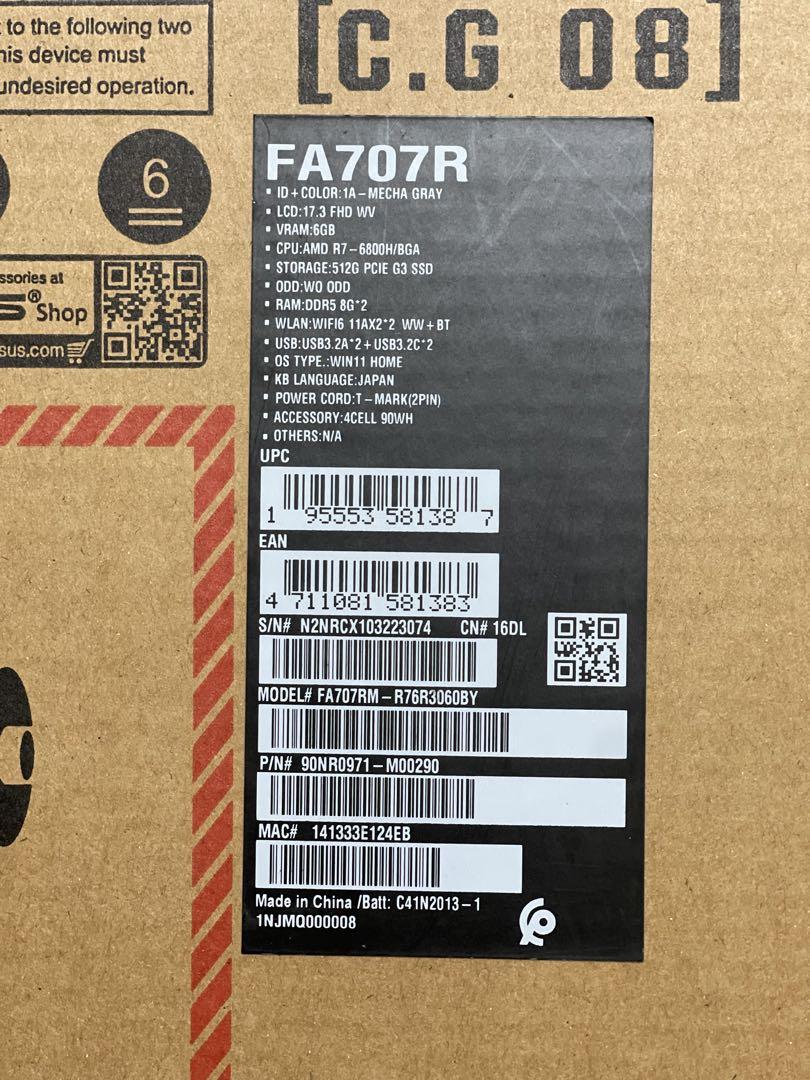 to the following two
his device must
undesired operation.
[C.G 08]
6
ssories at
S® Shop
sus.com
FA707R
▪ ID+COLOR:1A-MECHA GRAY
▪ LCD:17.3 FHD WV
▪ VRAM:6GB
▪ CPU:AMD R7-6800H/BGA
▪ STORAGE:512G PCIE G3 SSD
▪ ODD:WO ODD
▪ RAM:DDR5 8G*2
▪ WLAN:WIFI6 11AX2*2 WW+BT
▪ USB:USB3.2A*2+USB3.2C*2
▪ OS TYPE.:WIN11 HOME
▪ KB LANGUAGE:JAPAN
▪ POWER CORD:T-MARK(2PIN)
▪ ACCESSORY:4CELL 90WH
▪ OTHERS:N/A
UPC
1 95553 58138 7
EAN
4 711081 581383
S/N# N2NRCX103223074 CN# 16DL
MODEL# FA707RM-R76R3060BY
P/N# 90NR0971-M00290
MAC# 141333E124EB
Made in China /Batt: C41N2013-1
1NJMQ000008